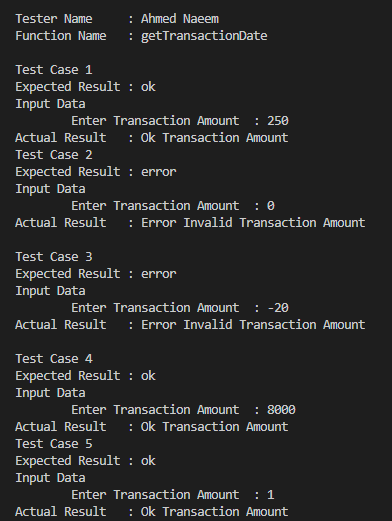 Tester Name     : Ahmed Naeem
Function Name   : getTransactionDate

Test Case 1
Expected Result : ok
Input Data
        Enter Transaction Amount  : 250
Actual Result   : Ok Transaction Amount
Test Case 2
Expected Result : error
Input Data
        Enter Transaction Amount  : 0
Actual Result   : Error Invalid Transaction Amount

Test Case 3
Expected Result : error
Input Data
        Enter Transaction Amount  : -20
Actual Result   : Error Invalid Transaction Amount

Test Case 4
Expected Result : ok
Input Data
        Enter Transaction Amount  : 8000
Actual Result   : Ok Transaction Amount
Test Case 5
Expected Result : ok
Input Data
        Enter Transaction Amount  : 1
Actual Result   : Ok Transaction Amount